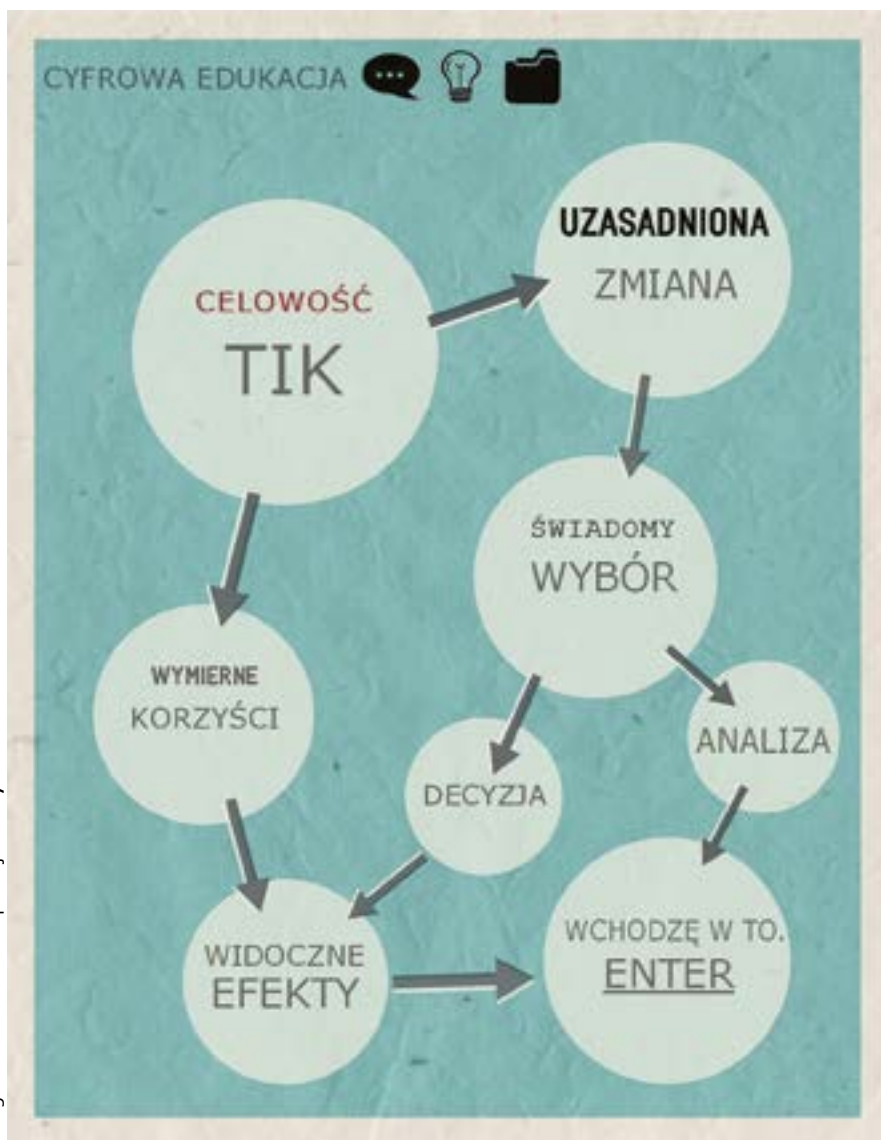 CYFROWA EDUKACJA
CELOWOŚĆ
TIK
UZASADNIONA
ZMIANA
ŚWIADOMY
WYBÓR
WYMIERNE
KORZYŚCI
DECYZJA
ANALIZA
WIDOCZNE
EFEKTY
WCHODZĘ W TO.
ENTER